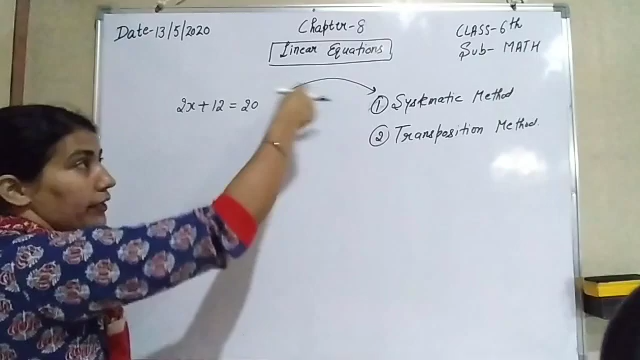 Date-13/5/2020
Chapter-8
CLASS-6th
Linear Equations
Sub- MATH
2x+12=20
① Systematic Method
② Transposition Method